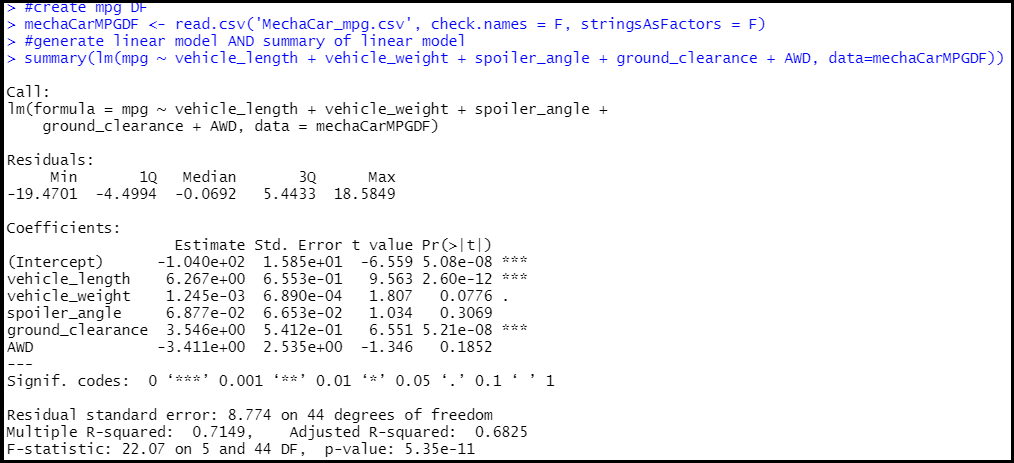 > #create mpg DF
> mechaCarMPGDF <- read.csv('MechaCar_mpg.csv', check.names = F, stringsAsFactors = F)
> #generate linear model AND summary of linear model
> summary(lm(mpg ~ vehicle_length + vehicle_weight + spoiler_angle + ground_clearance + AWD, data=mechaCarMPGDF))
Call:
lm(formula = mpg ~ vehicle_length + vehicle_weight + spoiler_angle +
    ground_clearance + AWD, data = mechaCarMPGDF)
Residuals:
     Min       1Q   Median       3Q      Max
-19.4701  -4.4994  -0.0692   5.4433  18.5849
Coefficients:
                   Estimate Std. Error t value Pr(>|t|)
(Intercept)      -1.040e+02  1.585e+01  -6.559 5.08e-08 ***
vehicle_length    6.267e+00  6.553e-01   9.563 2.60e-12 ***
vehicle_weight    1.245e-03  6.890e-04   1.807   0.0776 .
spoiler_angle     6.877e-02  6.653e-02   1.034   0.3069
ground_clearance  3.546e+00  5.412e-01   6.551 5.21e-08 ***
AWD              -3.411e+00  2.535e+00  -1.346   0.1852
---
Signif. codes:  0 ‘***’ 0.001 ‘**’ 0.01 ‘*’ 0.05 ‘.’ 0.1 ‘ ’ 1
Residual standard error: 8.774 on 44 degrees of freedom
Multiple R-squared:  0.7149,    Adjusted R-squared:  0.6825
F-statistic: 22.07 on 5 and 44 DF,  p-value: 5.35e-11